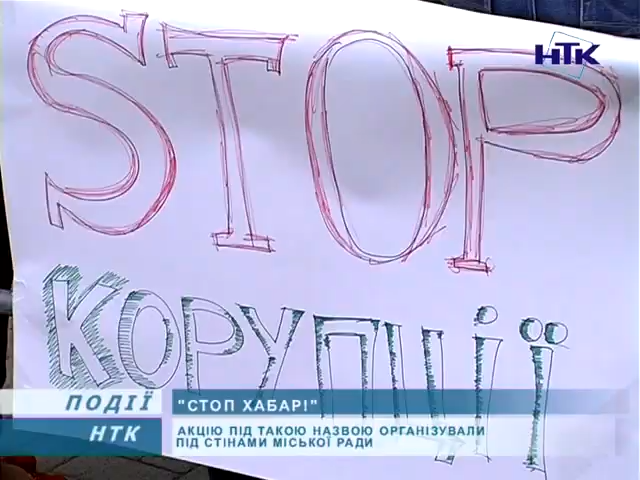 НТК
STOP
КОРУПЦІЇ
ПОДІЇ
НТК
"СТОП ХАБАР!"
АКЦІЮ ПІД ТАКОЮ НАЗВОЮ ОРГАНІЗУВАЛИ
ПІД СТІНАМИ МІСЬКОЇ РАДИ